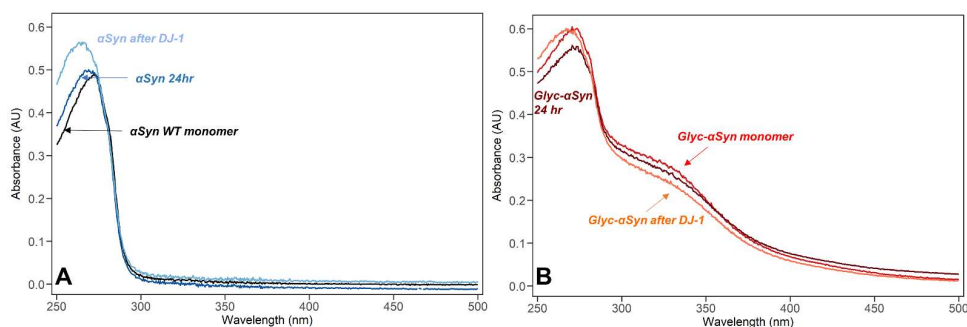 αSyn after DJ-1
αSyn 24hr
αSyn WT monomer
Absorbance (AU)
0.6
0.5
0.4
0.3
0.2
0.1
0.0
A
250
300
350
400
450
500
Wavelength (nm)
Glyc-αSyn
24 hr
Glyc-αSyn monomer
Glyc-αSyn after DJ-1
Absorbance (AU)
0.6
0.5
0.4
0.3
0.2
0.1
0.0
B
250
300
350
400
450
500
Wavelength (nm)